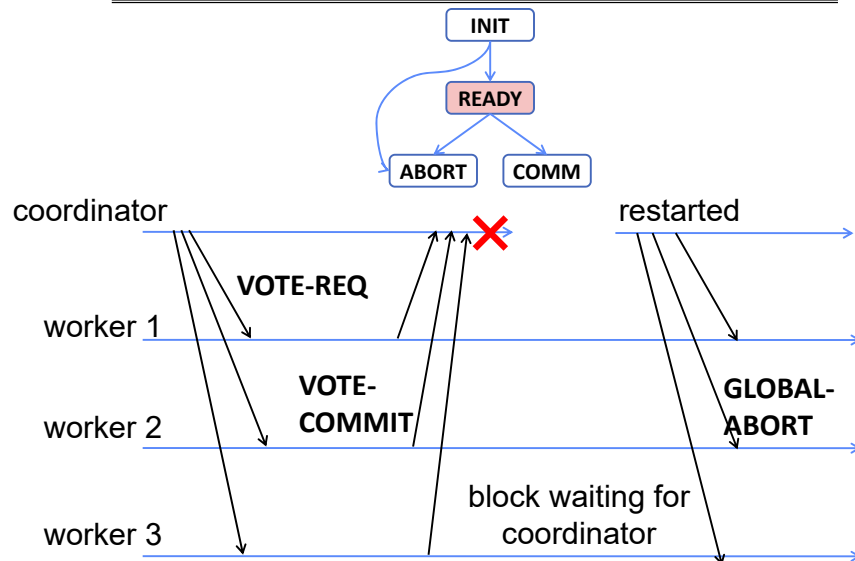 INIT
READY
ABORT
COMM
coordinator
restarted
VOTE-REQ
worker 1
VOTE-
COMMIT
GLOBAL-
ABORT
worker 2
block waiting for
coordinator
worker 3